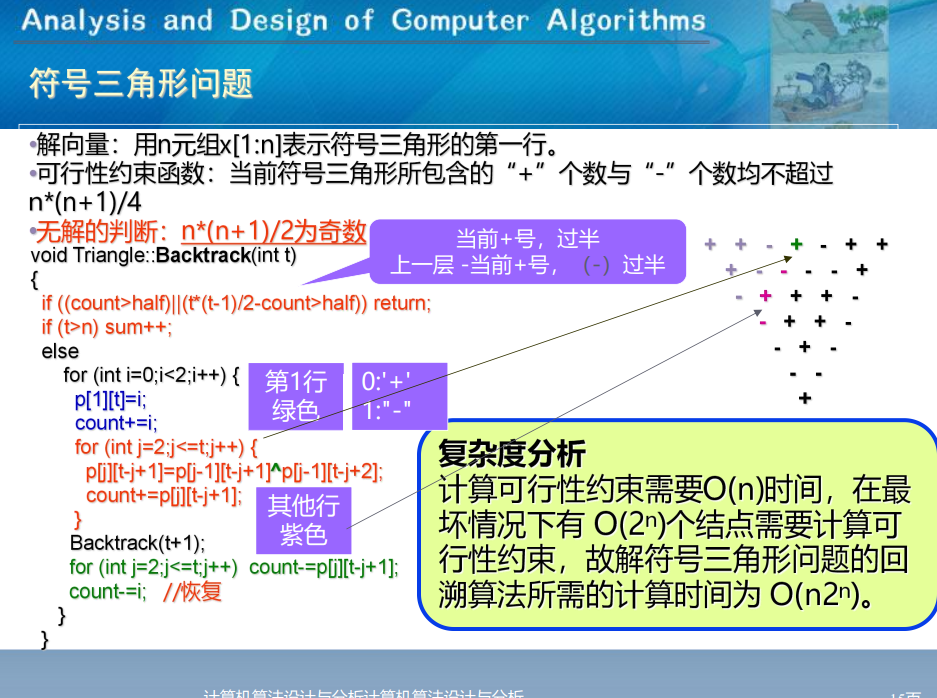 Analysis and Design of Computer Algorithms
符号三角形问题
•解向量：用n元组x[1:n]表示符号三角形的第一行。
•可行性约束函数：当前符号三角形所包含的“+”个数与“-”个数均不超过
n*(n+1)/4
•无解的判断：n*(n+1)/2为奇数
void Triangle::Backtrack(int t)
{
if ((count>half)||(t*(t-1)/2-count>half)) return;
if (t>n) sum++;
else
for (int i=0;i<2;i++) {
p[1][t]=i;
count+=i;
for (int j=2;j<=t;j++) {
p[j][t-j+1]=p[j-1][t-j+1]^p[j-1][t-j+2];
count+=p[j][t-j+1];
}
Backtrack(t+1);
for (int j=2;j<=t;j++) count-=p[j][t-j+1];
count-=i; //恢复
}
}
当前+号，过半
上一层 -当前+号，（-）过半
第1行
绿色
0:'+'
1:"-"
其他行
紫色
+ + - + - + +
+ - - - - +
- + + + -
- + + -
- + -
- -
+
复杂度分析
计算可行性约束需要O(n)时间，在最
坏情况下有 O(2ⁿ)个结点需要计算可
行性约束，故解符号三角形问题的回
溯算法所需的计算时间为 O(n2ⁿ)。
计算机算法设计与分析计算机算法设计与分析
15页